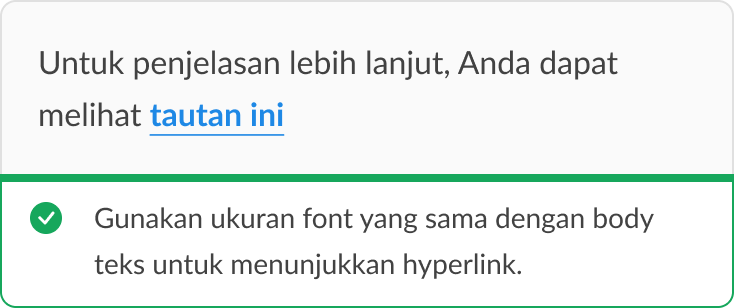 Untuk penjelasan lebih lanjut, Anda dapat
melihat tautan ini
Gunakan ukuran font yang sama dengan body
teks untuk menunjukkan hyperlink.